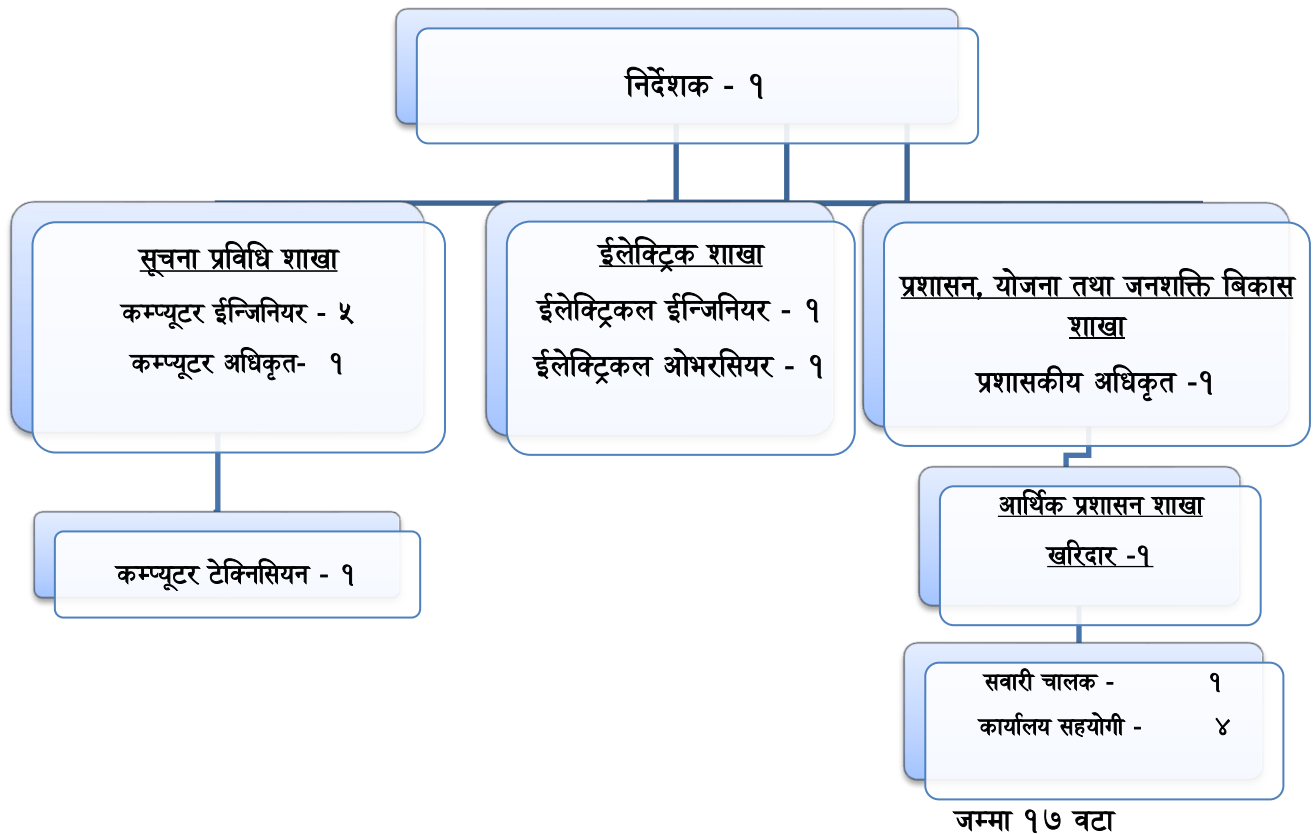 निर्देशक - १
सूचना प्रविधि शाखा
कम्प्यूटर ईन्जिनियर - ५
कम्प्यूटर अधिकृत- १
ईलेक्ट्रिक शाखा
ईलेक्ट्रिकल ईन्जिनियर - १
ईलेक्ट्रिकल ओभरसियर - १
प्रशासन, योजना तथा जनशक्ति बिकास
शाखा
प्रशासकीय अधिकृत -१
कम्प्यूटर टेक्निसियन - १
आर्थिक प्रशासन शाखा
खरिदार -१
सवारी चालक - १
कार्यालय सहयोगी - ४
जम्मा १७ वटा